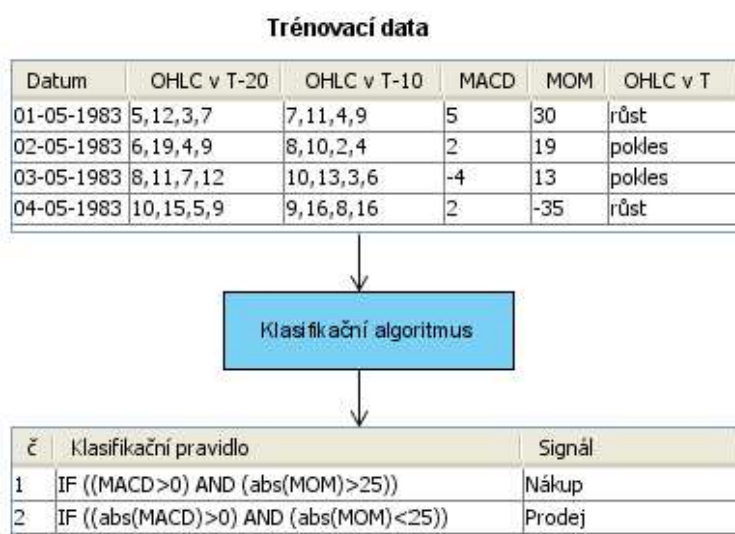 Trénovací data
Datum OHLC v T-20 OHLC v T-10 MACD MOM OHLC v T
01-05-1983 5,12,3,7 7,11,4,9 5 30 růst
02-05-1983 6,19,4,9 8,10,2,4 2 19 pokles
03-05-1983 8,11,7,12 10,13,3,6 -4 13 pokles
04-05-1983 10,15,5,9 9,16,8,16 2 -35 růst
Klasifikační algoritmus
č Klasifikační pravidlo Signál
1 IF ((MACD>0) AND (abs(MOM)>25)) Nákup
2 IF ((abs(MACD)>0) AND (abs(MOM)<25)) Prodej